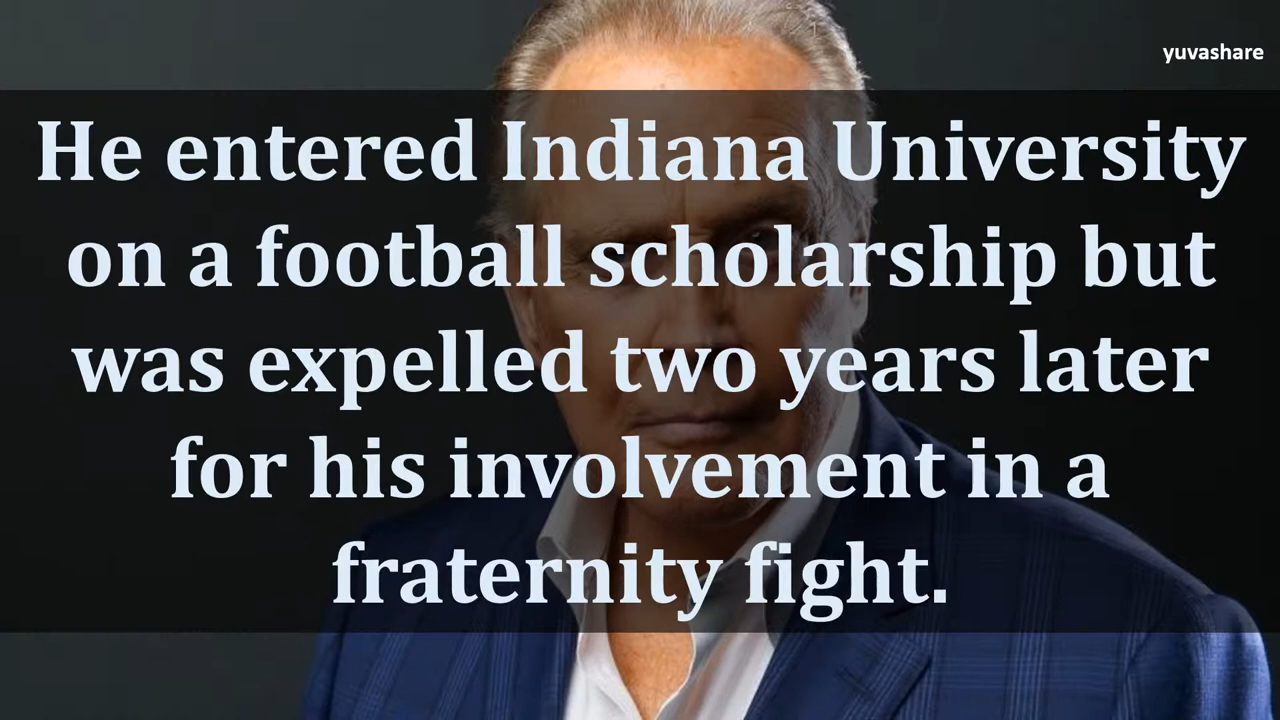 yuvashare
He entered Indiana University
on a football scholarship but
was expelled two years later
for his involvement in a
fraternity fight.